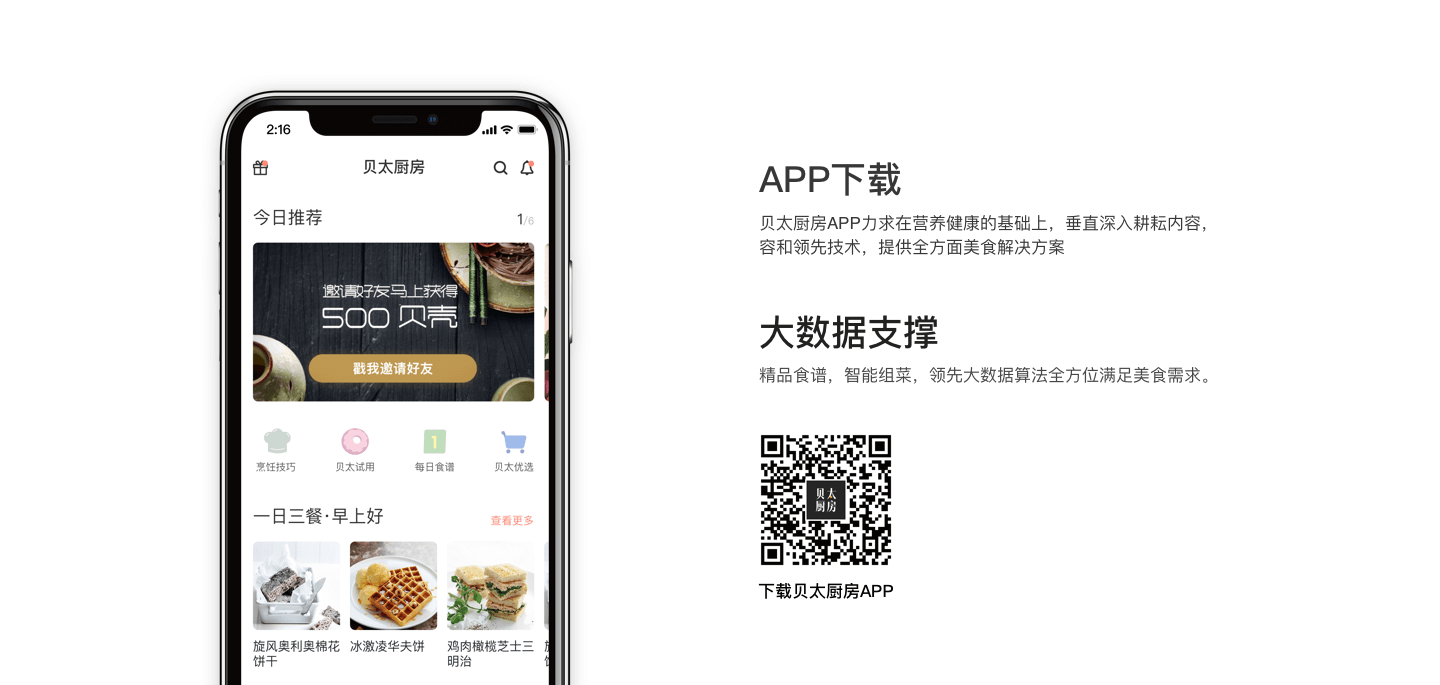 2:16
贝太厨房
今日推荐
1/6
邀请好友马上获得
500 贝壳
戳我邀请好友
烹饪技巧
贝太试用
每日食谱
贝太优选
一日三餐·早上好
查看更多
旋风奥利奥棉花
饼干
冰激凌华夫饼
鸡肉橄榄芝士三
明治
APP下载
贝太厨房APP力求在营养健康的基础上，垂直深入耕耘内容，
容和领先技术，提供全方面美食解决方案
大数据支撑
精品食谱，智能组菜，领先大数据算法全方位满足美食需求。
贝太
厨房
下载贝太厨房APP